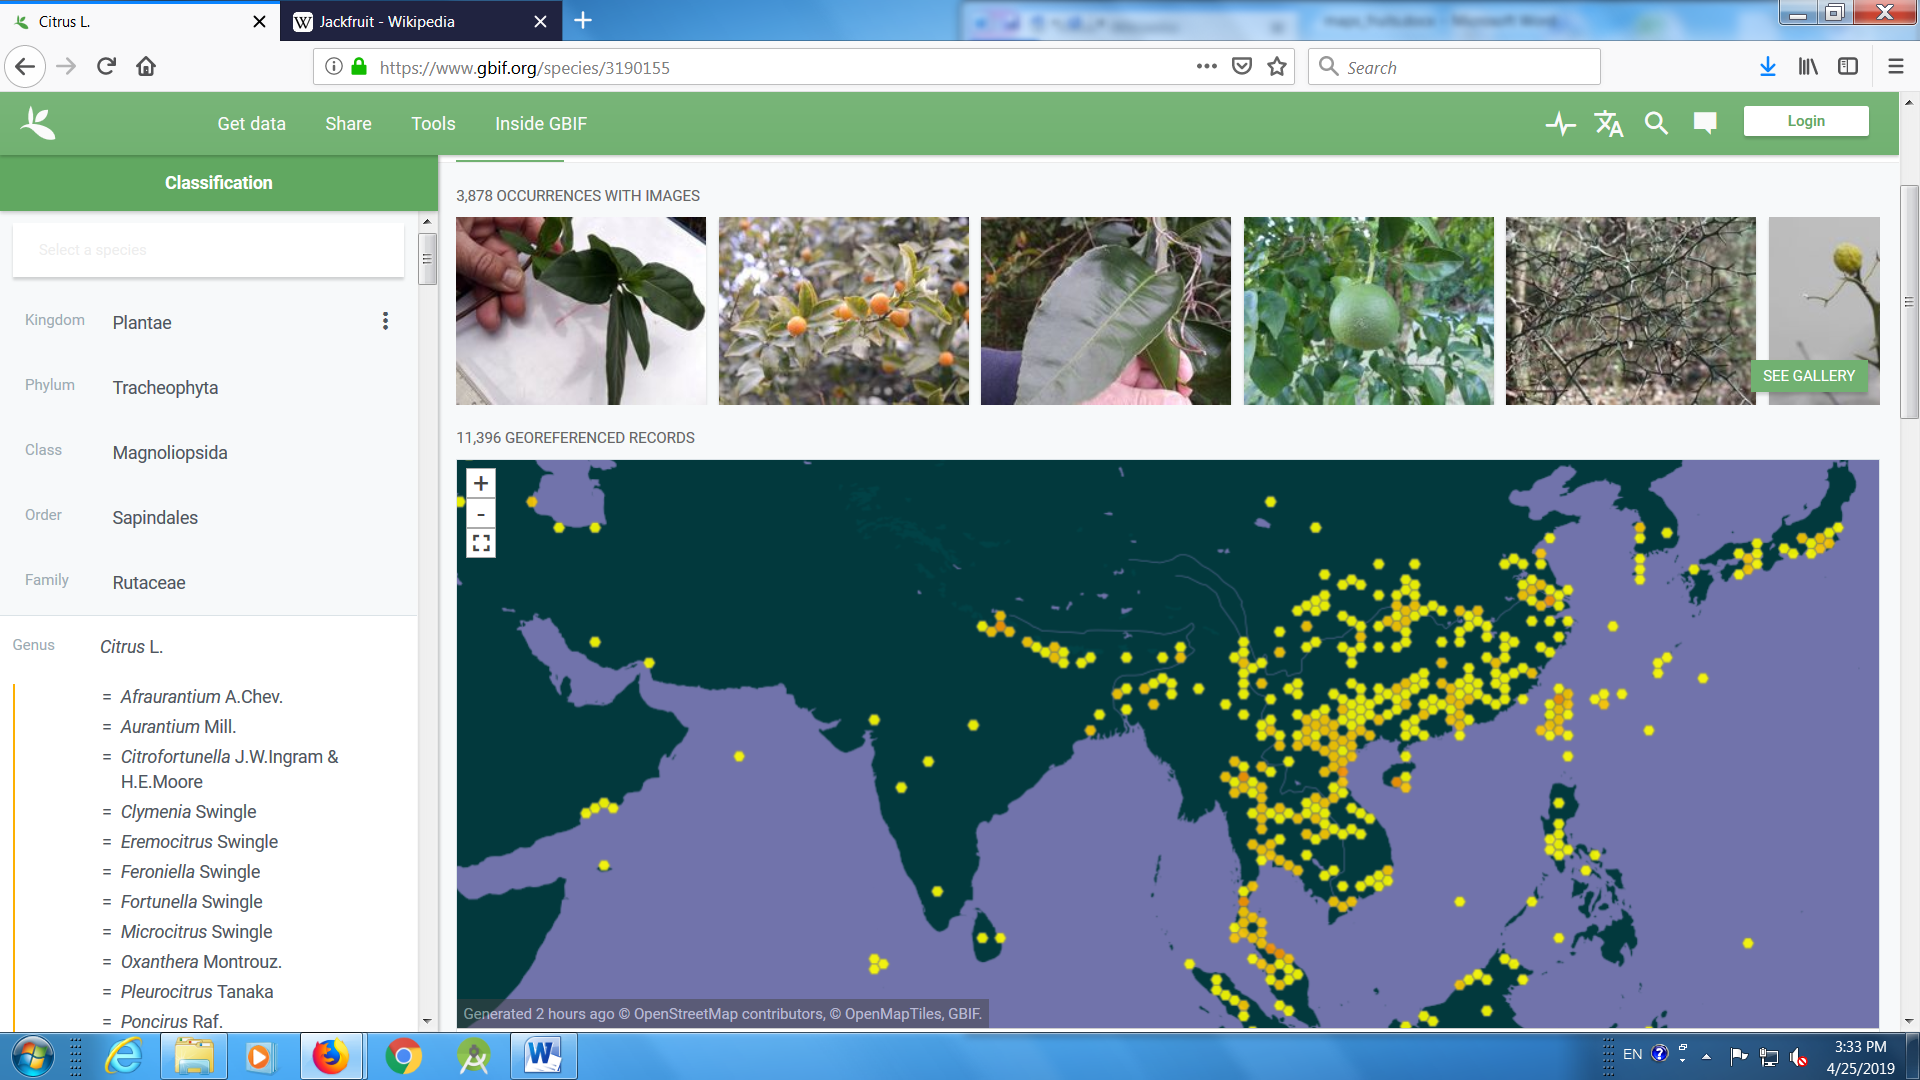 Citrus L.
Jackfruit - Wikipedia
https://www.gbif.org/species/3190155
Search
Get data
Share
Tools
Inside GBIF
Login
Classification
Select a species
Kingdom Plantae
Phylum Tracheophyta
Class Magnoliopsida
Order Sapindales
Family Rutaceae
Genus Citrus L.
= Afraurantium A.Chev.
= Aurantium Mill.
= Citrofortunella J.W.Ingram &
H.E.Moore
= Clymenia Swingle
= Eremocitrus Swingle
= Feroniella Swingle
= Fortunella Swingle
= Microcitrus Swingle
= Oxanthera Montrouz.
= Pleurocitrus Tanaka
= Poncirus Raf.
3,878 OCCURRENCES WITH IMAGES
SEE GALLERY
11,396 GEOREFERENCED RECORDS
+
-
Generated 2 hours ago © OpenStreetMap contributors, © OpenMapTiles, GBIF.
EN
3:33 PM
4/25/2019